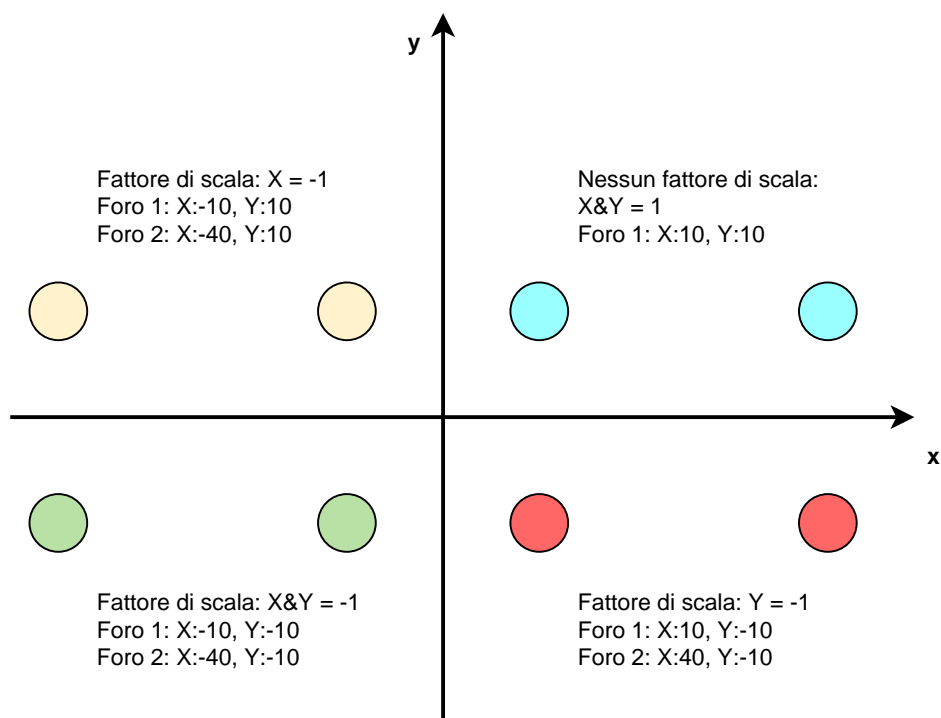 y
Fattore di scala: X = -1
Foro 1: X:-10, Y:10
Foro 2: X:-40, Y:10
Nessun fattore di scala:
X&Y = 1
Foro 1: X:10, Y:10
x
Fattore di scala: X&Y = -1
Foro 1: X:-10, Y:-10
Foro 2: X:-40, Y:-10
Fattore di scala: Y = -1
Foro 1: X:10, Y:-10
Foro 2: X:40, Y:-10